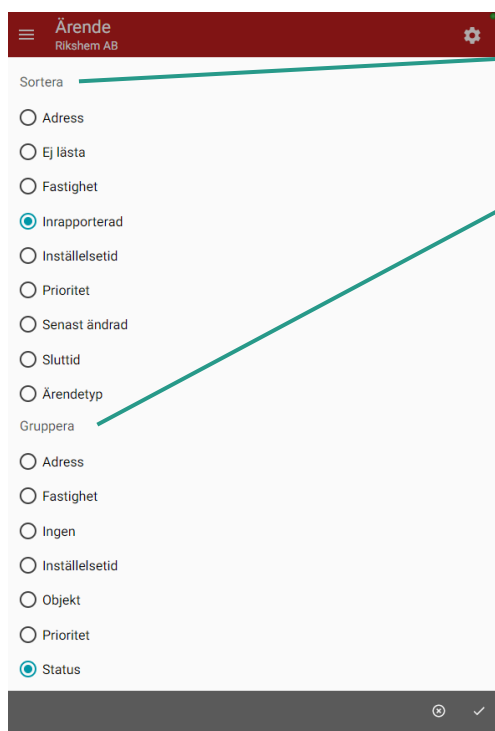 Ärende
Rikshem AB
Sortera
Adress
Ej lästa
Fastighet
Inrapporterad
Inställelsetid
Prioritet
Senast ändrad
Sluttid
Ärendetyp
Gruppera
Adress
Fastighet
Ingen
Inställelsetid
Objekt
Prioritet
Status